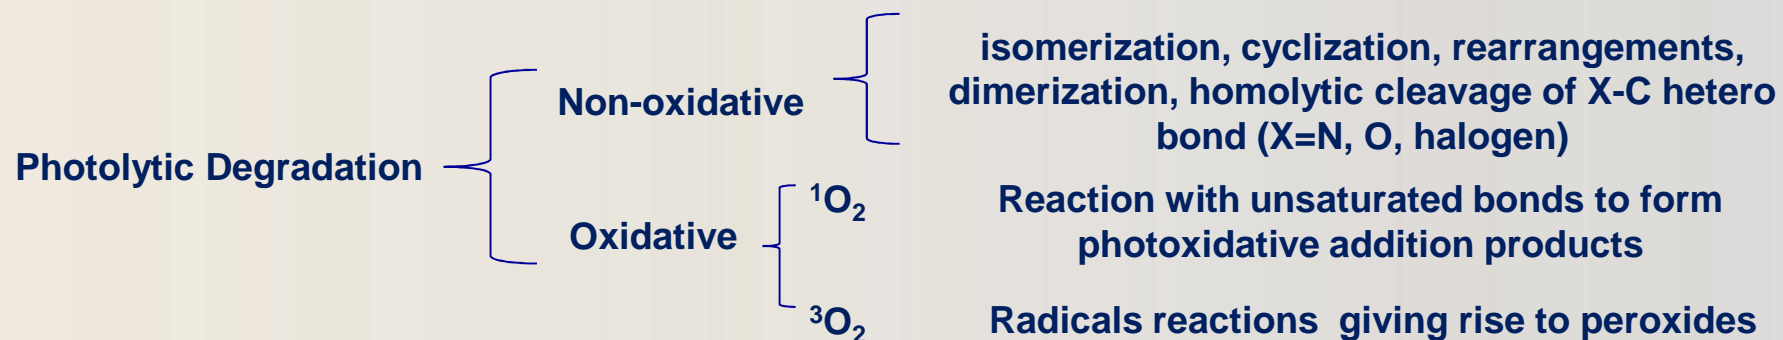 isomerization, cyclization, rearrangements,
Non-oxidative
dimerization, homolytic cleavage of X-C hetero
bond (X=N, O, halogen)
Photolytic Degradation
¹O₂
Reaction with unsaturated bonds to form
Oxidative
photoxidative addition products
³O₂
Radicals reactions giving rise to peroxides